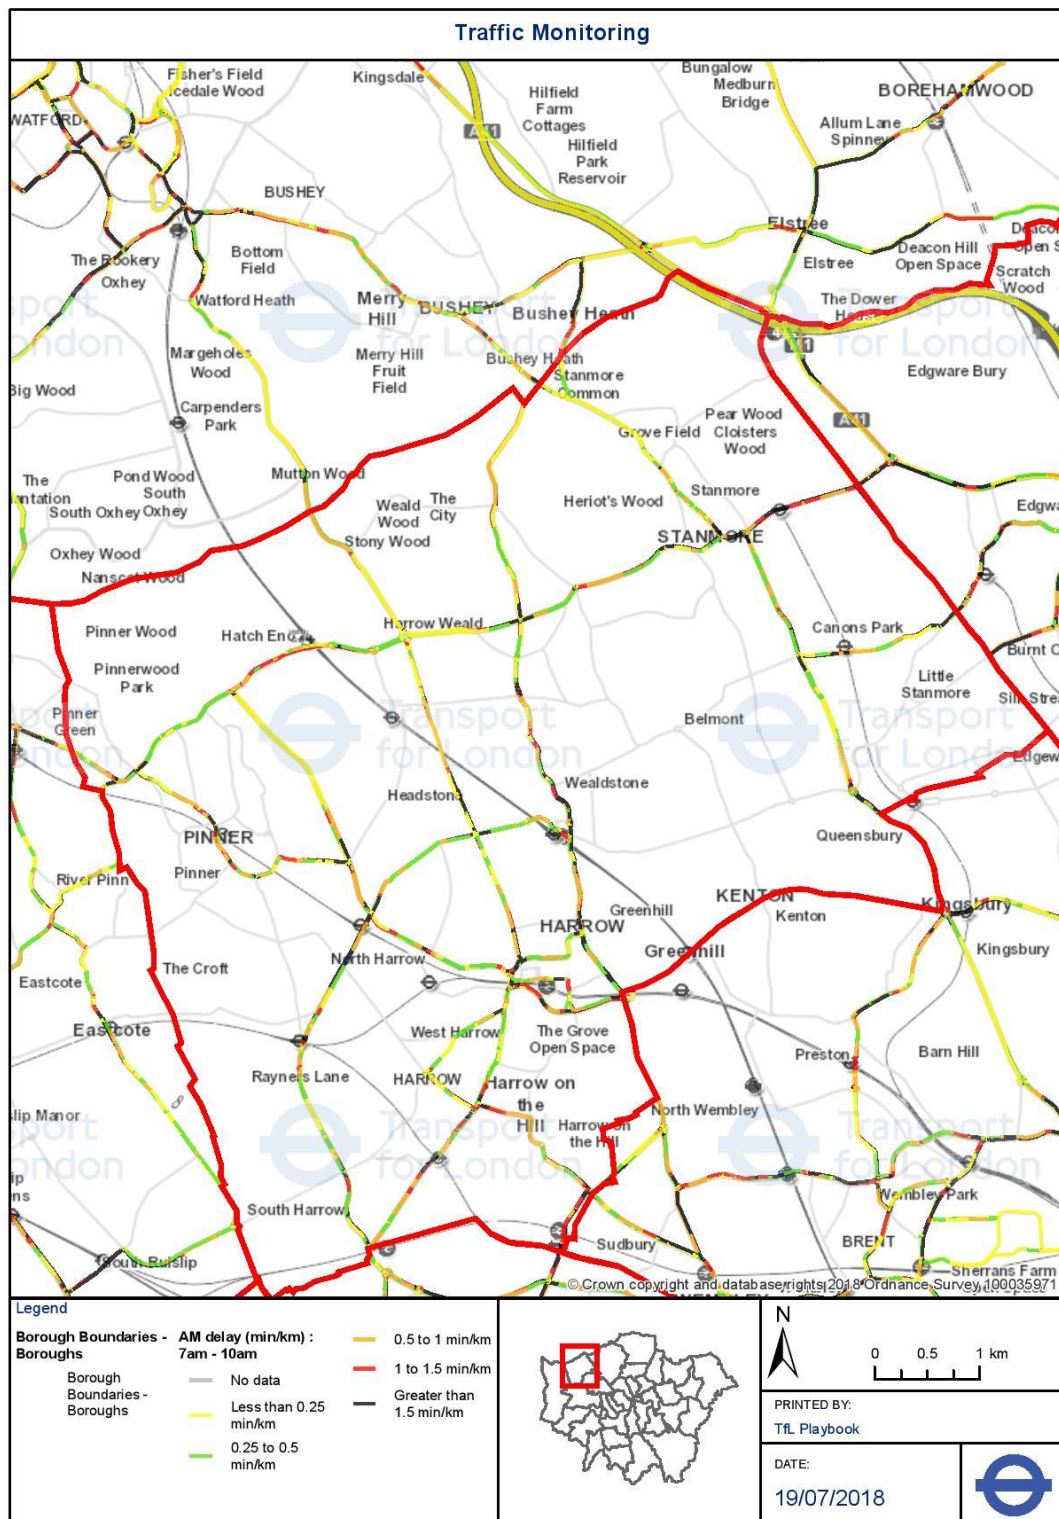 Traffic Monitoring
Fisher's Field
Icedale Wood
Kingsdale
Bungalow
Medburn
Bridge
BOREHAMWOOD
Hilfield
Farm
Cottages
WATFORD
A41
Allum Lane
Spinney
Hilfield
Park
Reservoir
BUSHEY
Elstree
The Rookery
Oxhey
Bottom
Field
Elstree
Deacon Hill
Open Space
Scratch
Wood
Watford Heath
Merry
Hill
BUSHEY
Bushey Heath
The Dower
House
Margeholes
Wood
Merry Hill
Fruit
Field
Bushey Heath
Stanmore
Common
Edgware Bury
Big Wood
Carpenders
Park
Grove Field
Pear Wood
Cloisters
Wood
A41
The
Pond Wood
South
Oxhey
South Oxhey
Mutton Wood
Weald
Wood
The
City
Heriot's Wood
Stanmore
Stony Wood
STANMORE
Oxhey Wood
Nanscot Wood
Pinner Wood
Hatch End
Harrow Weald
Canons Park
Pinnerwood
Park
Little
Stanmore
Pinner
Green
Belmont
Transport
for London
Headstone
Wealdstone
PINNER
Queensbury
Pinner
River Pinn
KENTON
Kenton
Kingsbury
Greenhill
HARROW
Greenhill
Kingsbury
The Croft
North Harrow
Eastcote
Eastcote
West Harrow
The Grove
Open Space
Preston
Barn Hill
Rayners Lane
HARROW
Harrow on
the
Hill
Harrow on
the Hill
North Wembley
Transport
for London
Wembley Park
South Harrow
Sudbury
BRENT
South Ruislip
Sherrans Farm
© Crown copyright and database rights 2018 Ordnance Survey 100035971
Legend
Borough Boundaries -
Boroughs
Borough
Boundaries -
Boroughs
AM delay (min/km) :
7am - 10am
No data
Less than 0.25
min/km
0.25 to 0.5
min/km
0.5 to 1 min/km
1 to 1.5 min/km
Greater than
1.5 min/km
N
0 0.5 1 km
PRINTED BY:
TfL Playbook
DATE:
19/07/2018